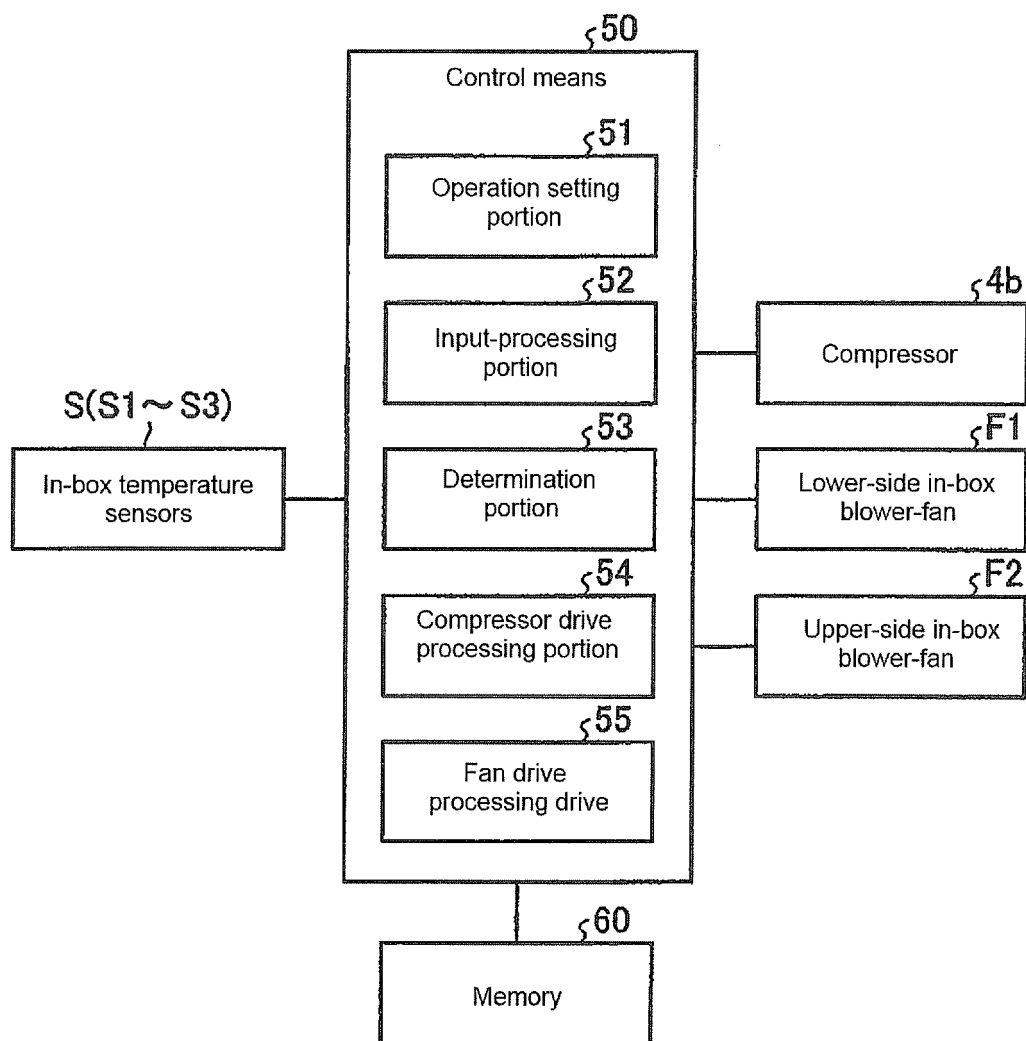 50
Control means
51
Operation setting
portion
52
Input-processing
portion
4b
Compressor
S(S1～S3)
In-box temperature
sensors
53
Determination
portion
F1
Lower-side in-box
blower-fan
54
Compressor drive
processing portion
F2
Upper-side in-box
blower-fan
55
Fan drive
processing drive
60
Memory